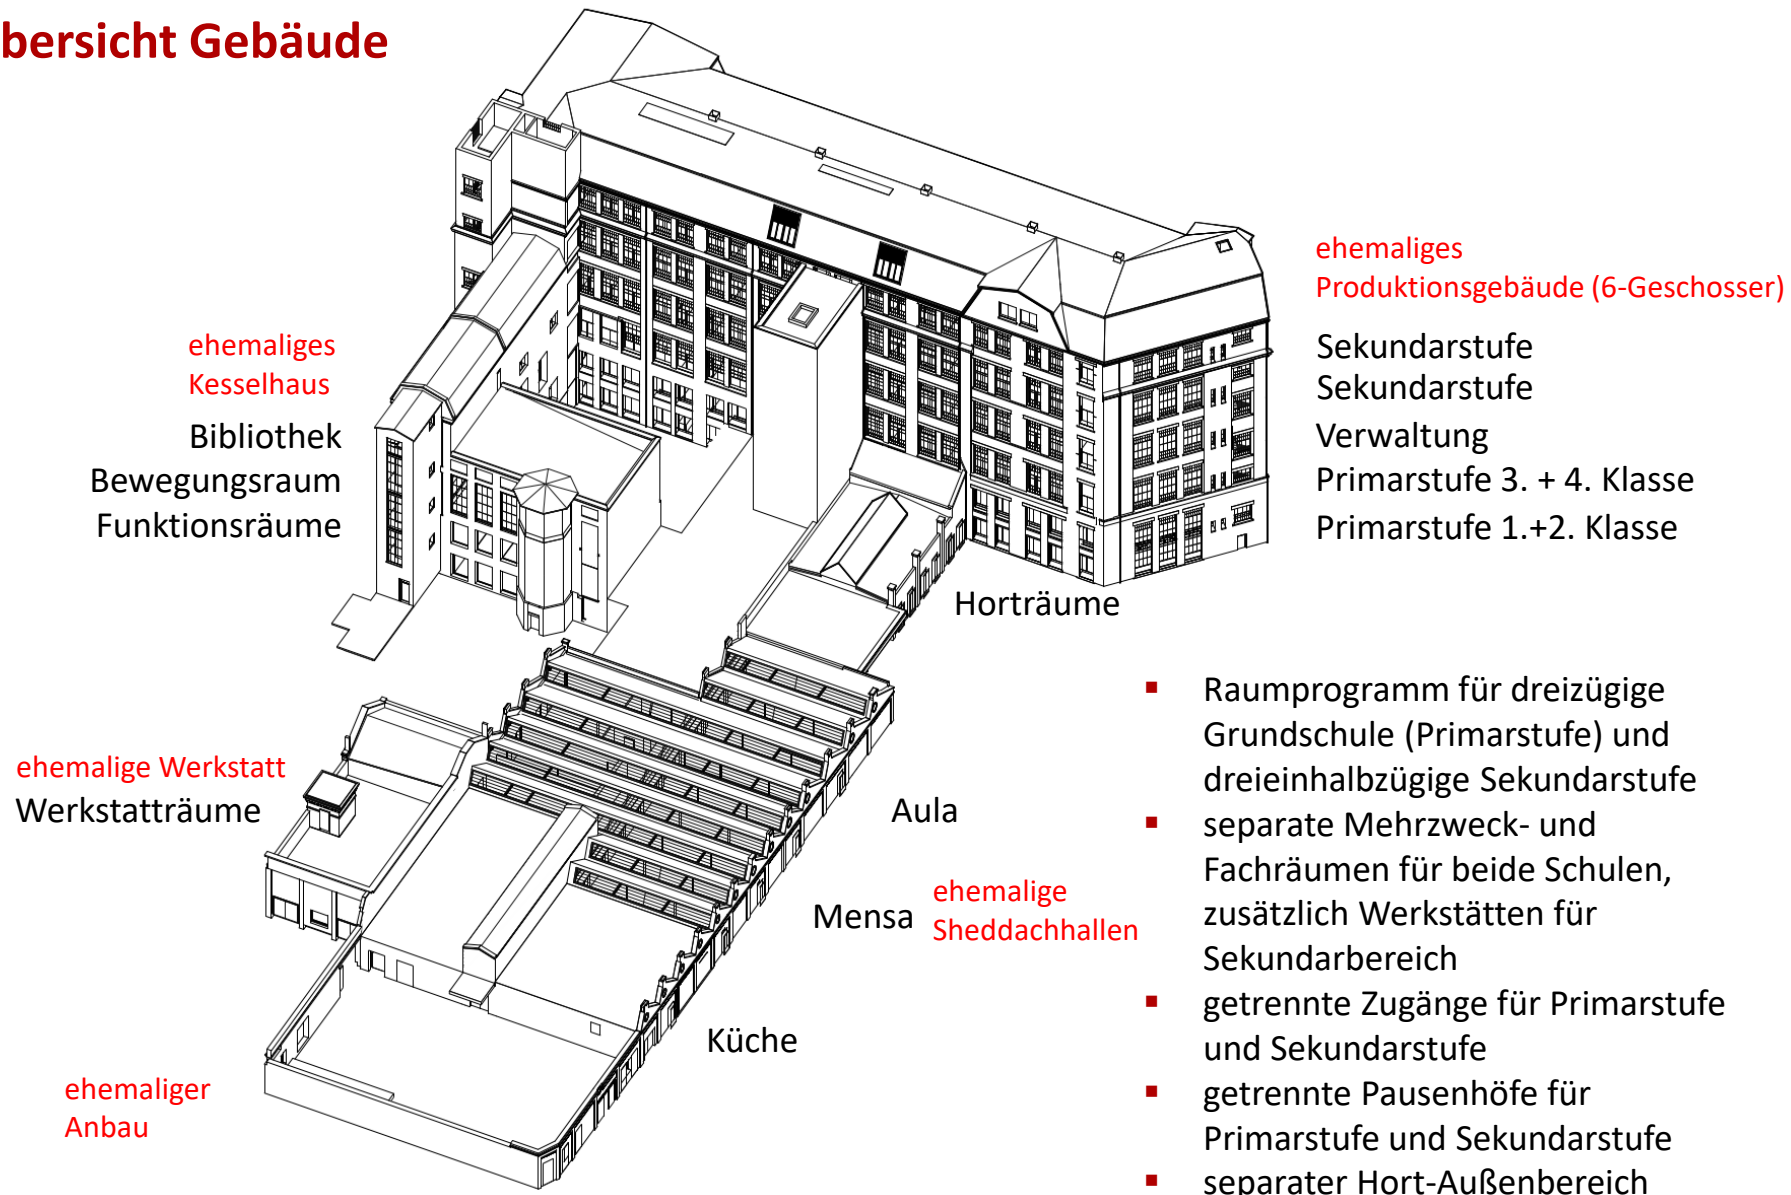 bersicht Gebäude
ehemaliges
Produktionsgebäude (6-Geschosser)
Sekundarstufe
Sekundarstufe
Verwaltung
Primarstufe 3. + 4. Klasse
Primarstufe 1.+2. Klasse
ehemaliges
Kesselhaus
Bibliothek
Bewegungsraum
Funktionsräume
Horträume
ehemalige Werkstatt
Werkstatträume
Aula
Mensa
ehemalige
Sheddachhallen
Küche
ehemaliger
Anbau
▪ Raumprogramm für dreizügige
Grundschule (Primarstufe) und
dreieinhalbzügige Sekundarstufe
▪ separate Mehrzweck- und
Fachräumen für beide Schulen,
zusätzlich Werkstätten für
Sekundarbereich
▪ getrennte Zugänge für Primarstufe
und Sekundarstufe
▪ getrennte Pausenhöfe für
Primarstufe und Sekundarstufe
▪ separater Hort-Außenbereich